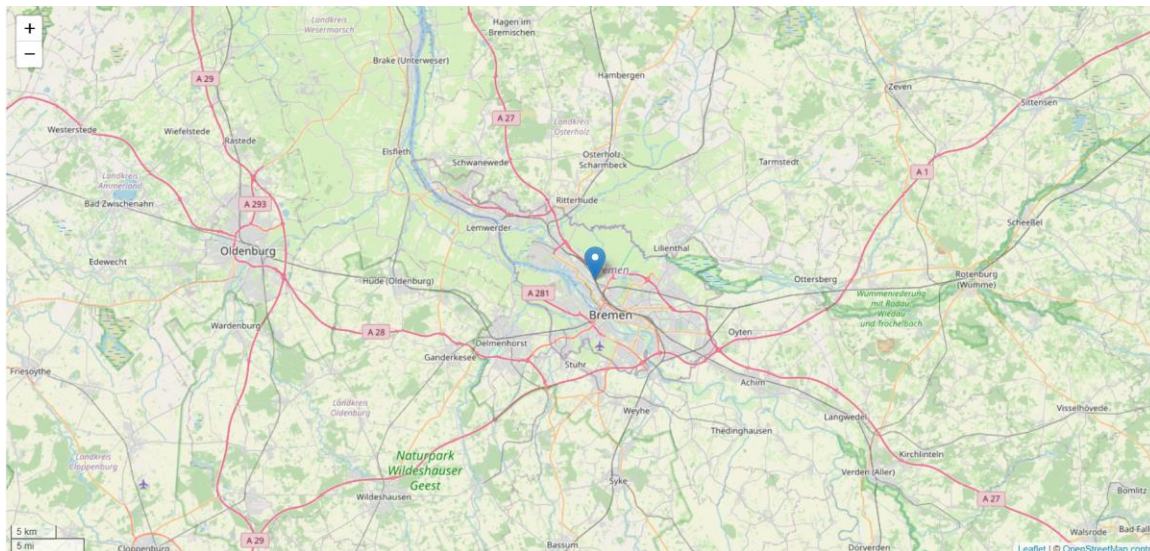 +
−
Landkreis
Wesermarsch
Hagen im
Bremischen
Brake (Unterweser)
Hambergen
A 29
Zeven
Sittensen
A 27
Landkreis
Osterholz
Westerstede
Wiefelstede
Rastede
Elsfleth
Schwanewede
Osterholz
Scharmbeck
Tarmstedt
A 1
Landkreis
Ammerland
Bad Zwischenahn
A 293
Ritterhude
Scheeßel
Lemwerder
Lilienthal
Oldenburg
Edewecht
Hude (Oldenburg)
Ottersberg
Rotenburg
(Wümme)
A 281
Bremen
Wümmeniederung
mit Rodau,
Wiedau
und Trochelbach
Wardenburg
A 28
Delmenhorst
Oyten
Ganderkesee
Stuhr
Friesoythe
Achim
Landkreis
Oldenburg
Weyhe
Langwedel
Visselhövede
Thedinghausen
Landkreis
Cloppenburg
Naturpark
Wildeshauser
Geest
Kirchlinteln
Verden (Aller)
Syke
Wildeshausen
A 27
Bomlitz
5 km
5 mi
A 29
Walsrode
Cloppenburg
Bassum
Dörverden
Leaflet | © OpenStreetMap contr